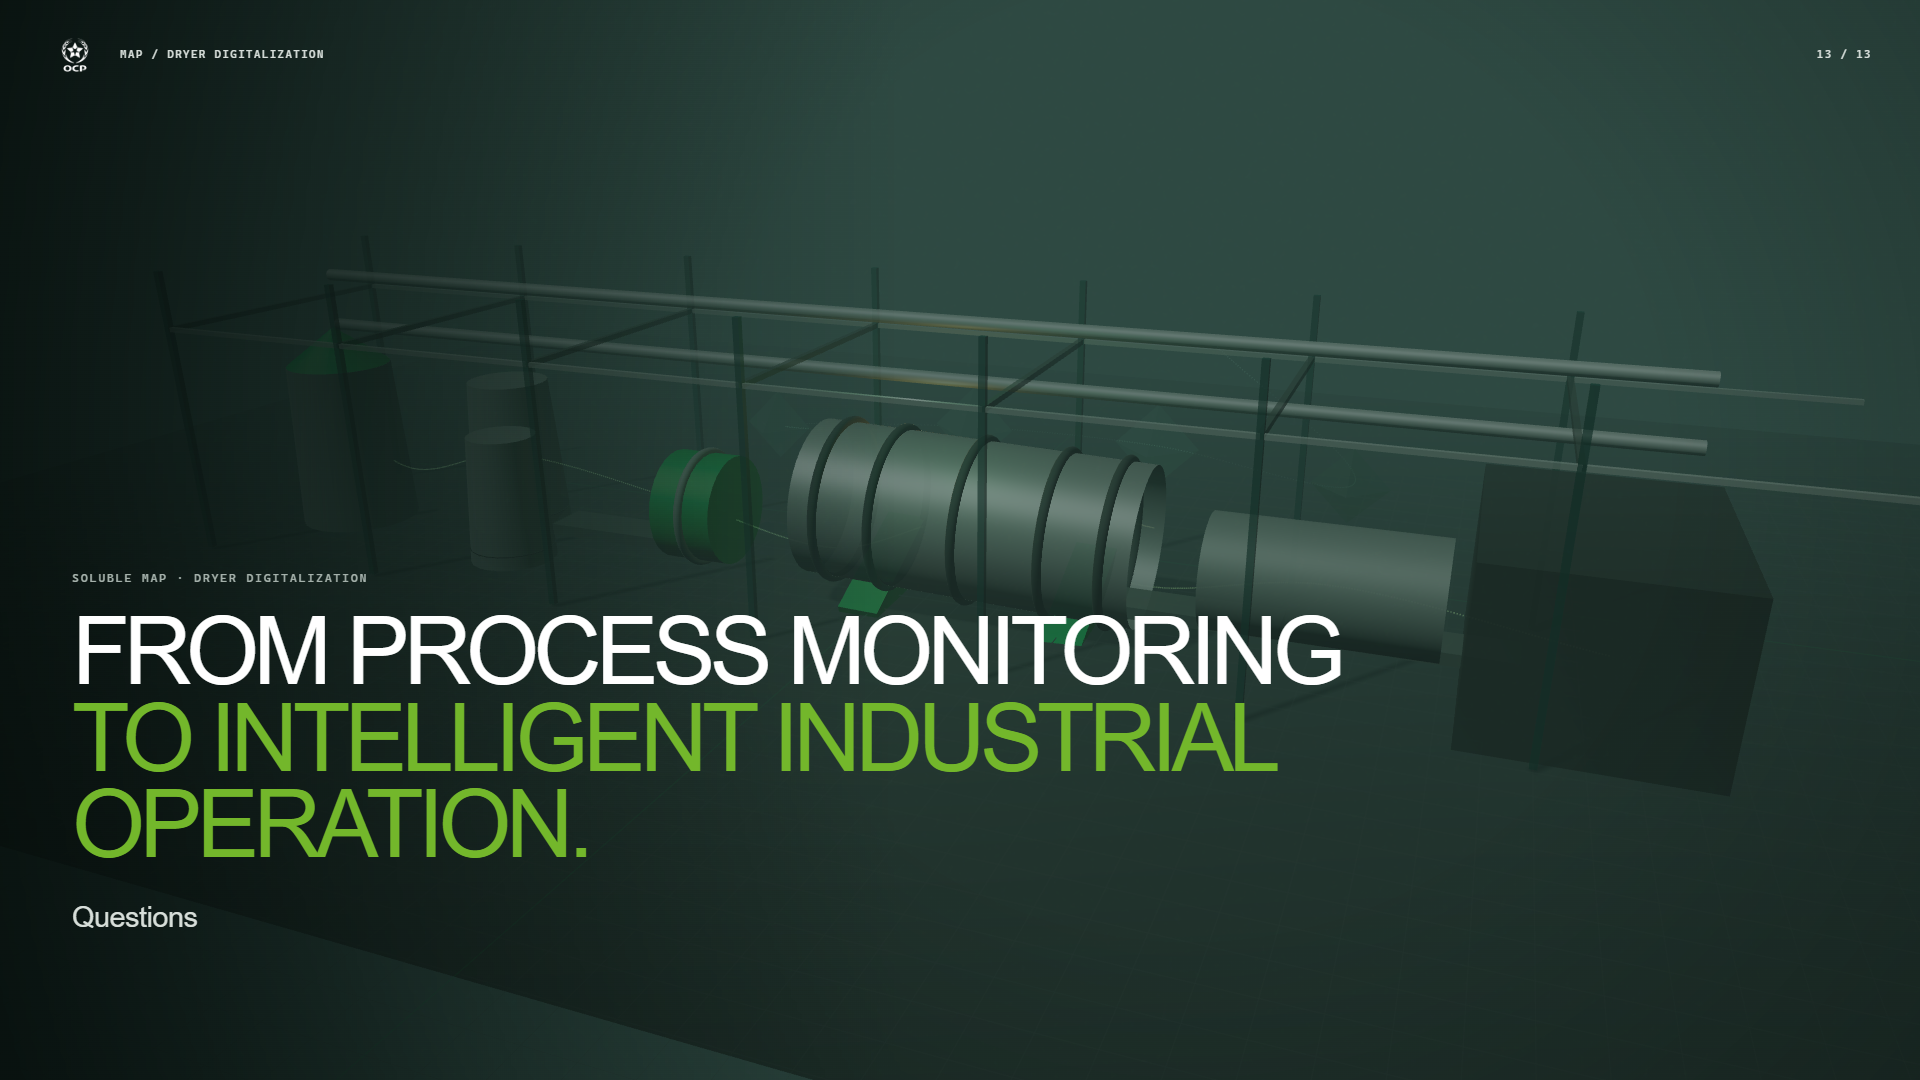 OCP
MAP / DRYER DIGITALIZATION
13 / 13
SOLUBLE MAP · DRYER DIGITALIZATION
FROM PROCESS MONITORING
TO INTELLIGENT INDUSTRIAL
OPERATION.
Questions